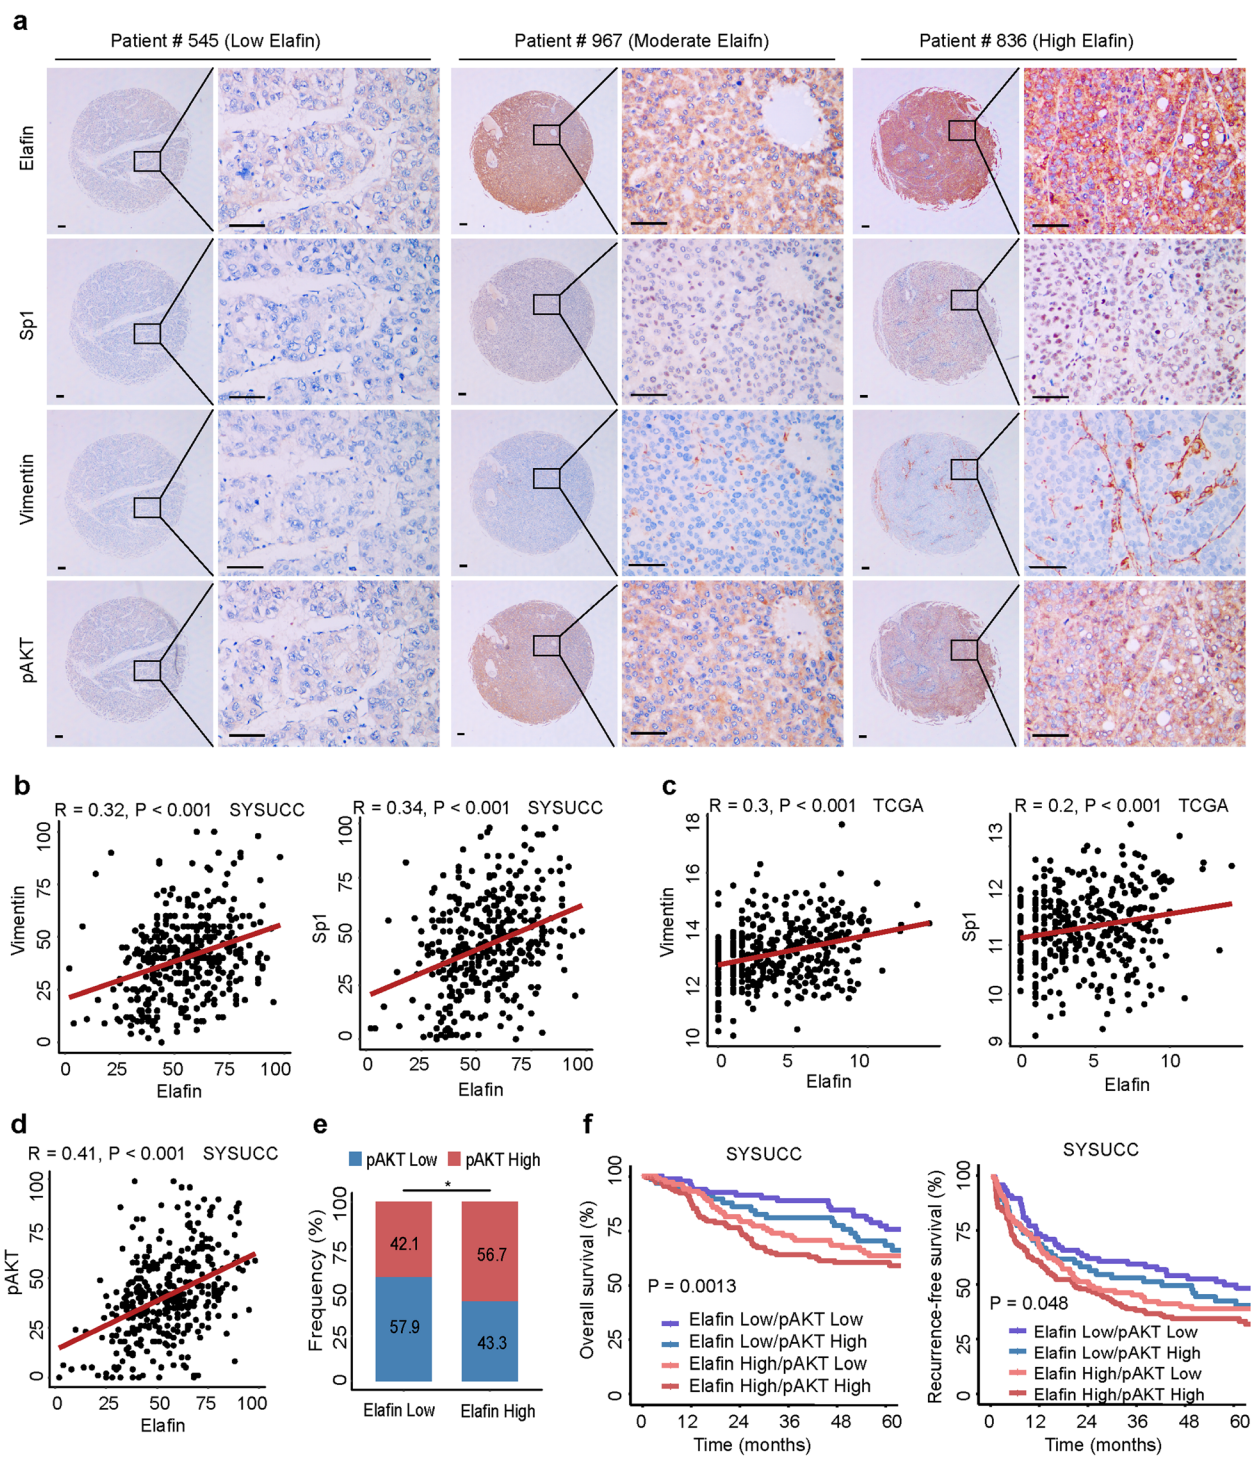 a
Patient # 545 (Low Elafin)
Patient # 967 (Moderate Elaifn)
Patient # 836 (High Elafin)
Elafin
Sp1
Vimentin
pAKT
b
R = 0.32, P < 0.001 SYSUCC
Vimentin
100
75
50
25
0
0 25 50 75 100
Elafin
R = 0.34, P < 0.001 SYSUCC
Sp1
100
75
50
25
0
0 25 50 75 100
Elafin
c
R = 0.3, P < 0.001 TCGA
Vimentin
18
16
14
12
10
0 5 10
Elafin
R = 0.2, P < 0.001 TCGA
Sp1
13
12
11
10
9
0 5 10
Elafin
d
R = 0.41, P < 0.001 SYSUCC
pAKT
100
75
50
25
0
0 25 50 75 100
Elafin
e
pAKT Low pAKT High
*
Frequency (%)
100
75
50
25
0
42.1
57.9
56.7
43.3
Elafin Low Elafin High
f
SYSUCC
Overall survival (%)
100
75
50
25
0
P = 0.0013
Elafin Low/pAKT Low
Elafin Low/pAKT High
Elafin High/pAKT Low
Elafin High/pAKT High
0 12 24 36 48 60
Time (months)
SYSUCC
Recurrence-free survival (%)
100
75
50
25
0
P = 0.048
Elafin Low/pAKT Low
Elafin Low/pAKT High
Elafin High/pAKT Low
Elafin High/pAKT High
0 12 24 36 48 60
Time (months)